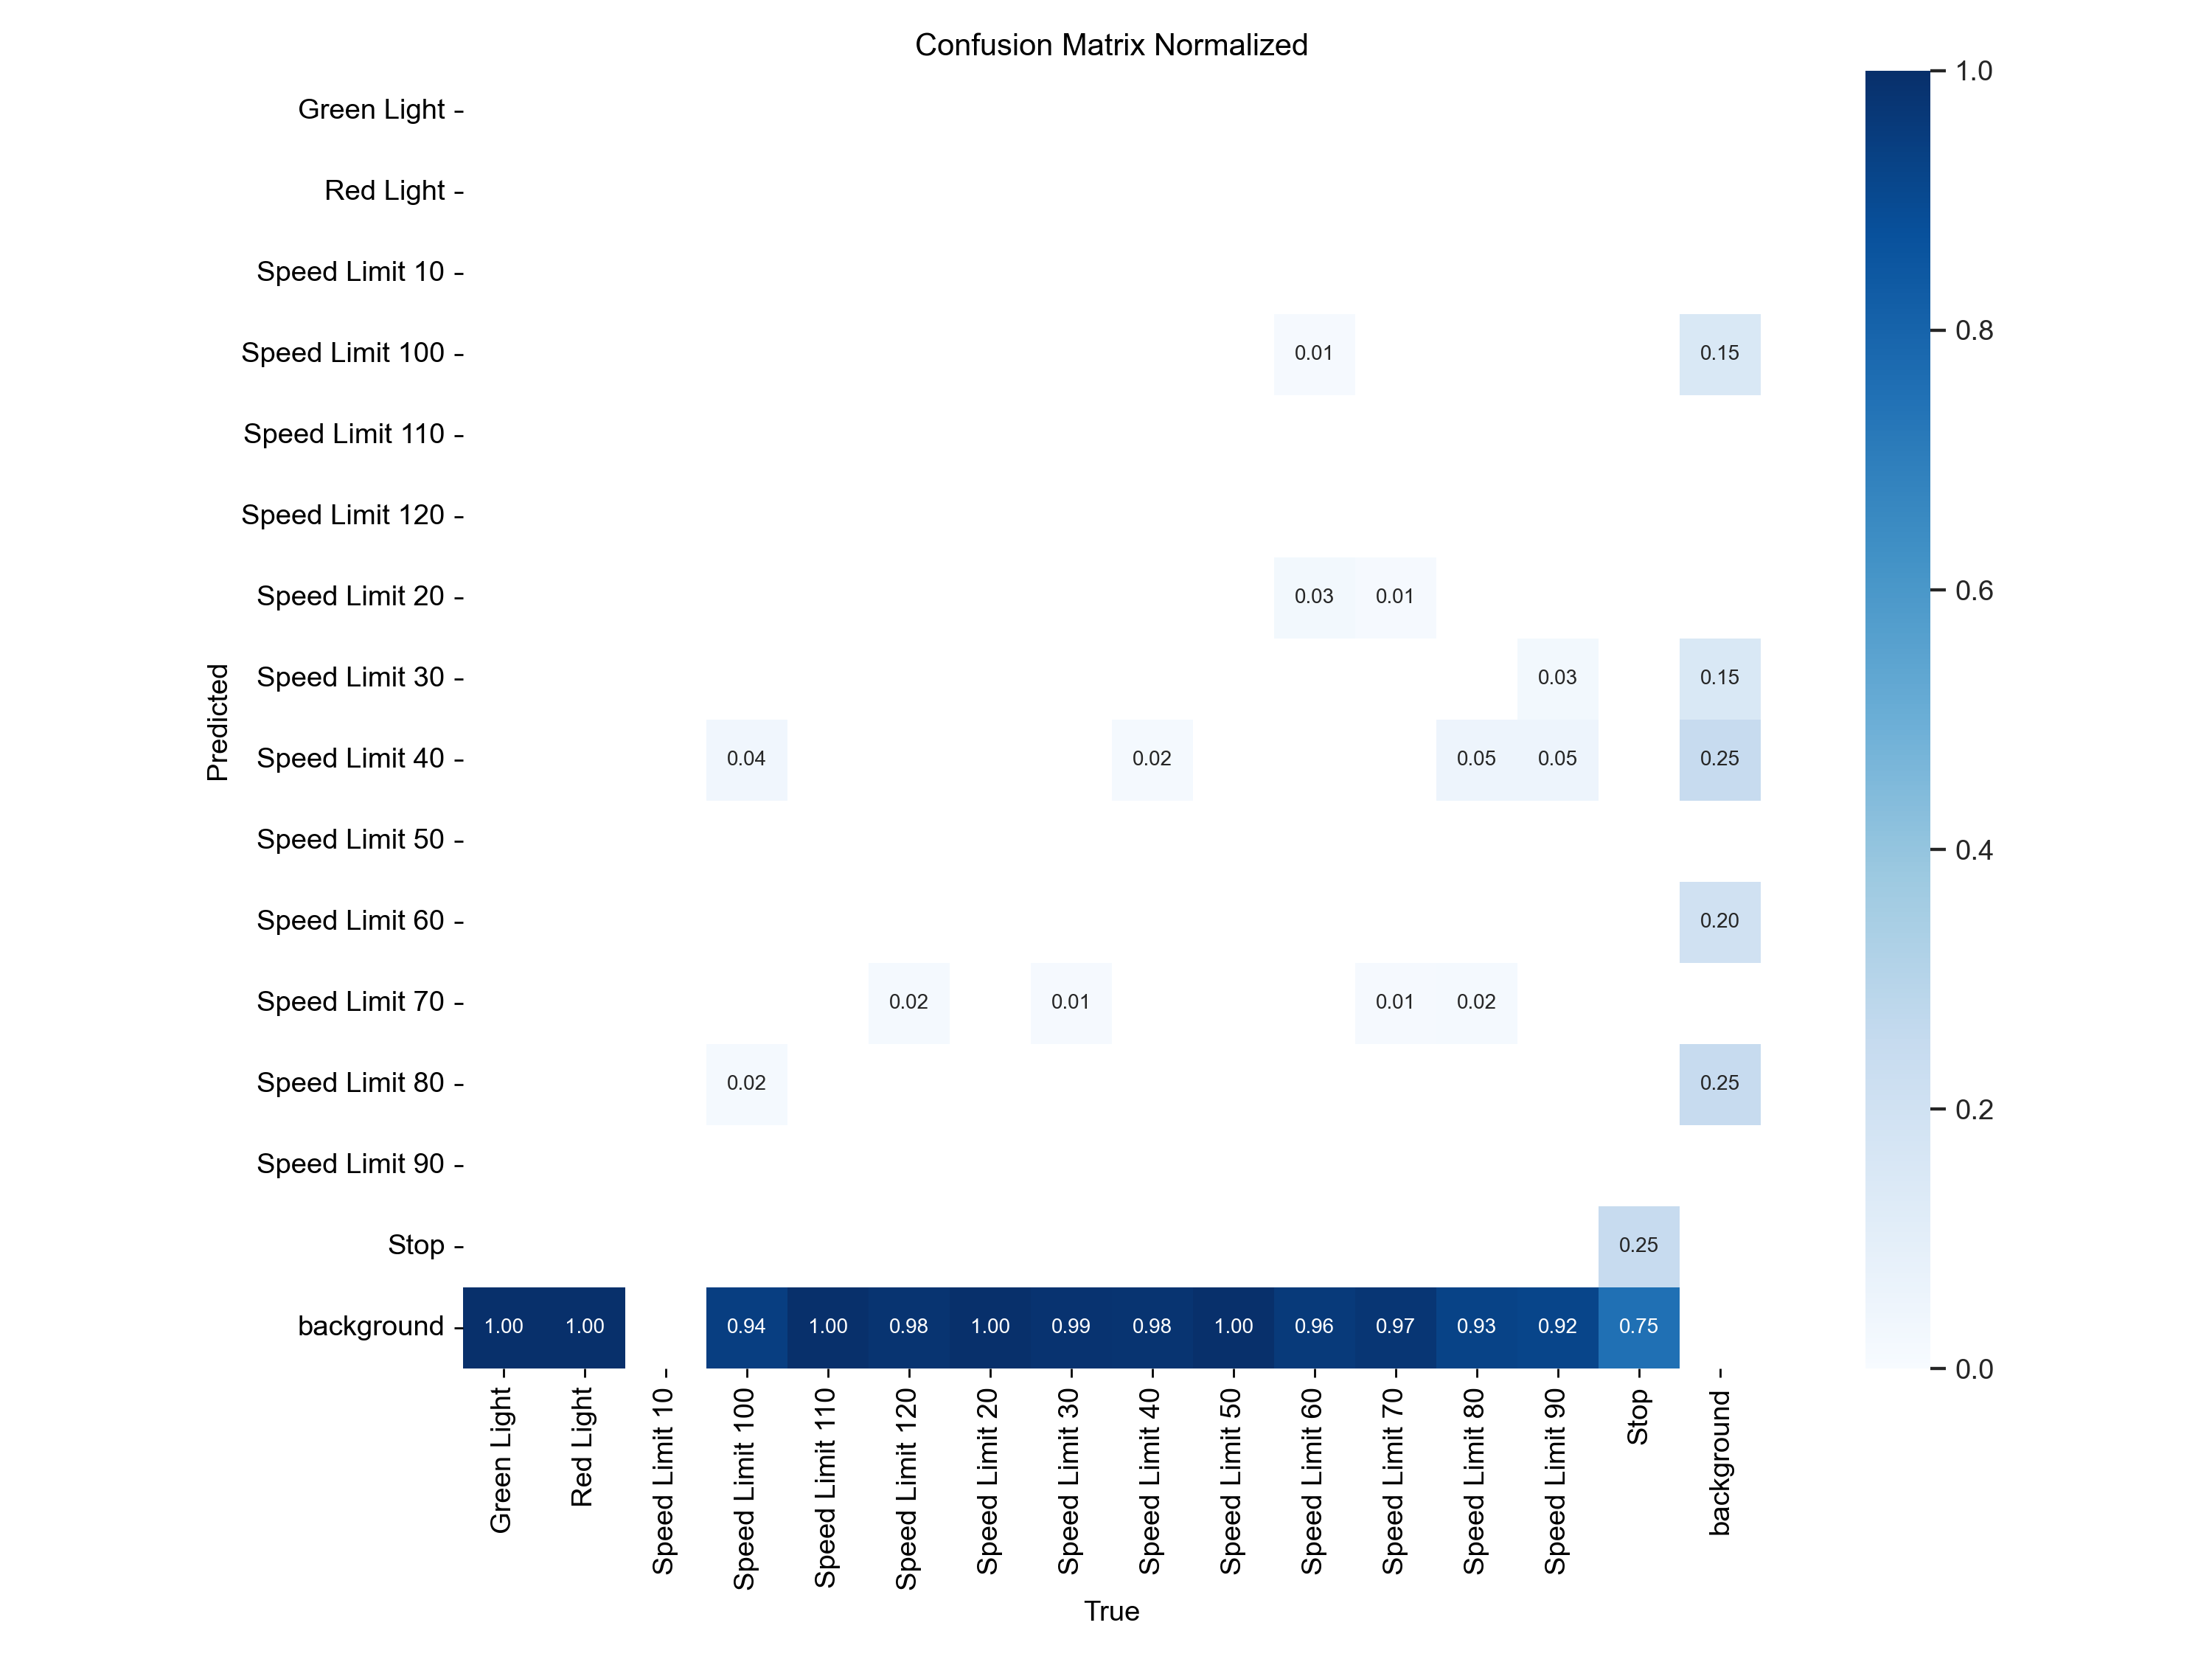 Confusion Matrix Normalized
Green Light
Red Light
Speed Limit 10
Speed Limit 100 0.01 0.15
Speed Limit 110
Speed Limit 120
Speed Limit 20 0.03 0.01
Speed Limit 30 0.03 0.15
Speed Limit 40 0.04 0.02 0.05 0.05 0.25
Speed Limit 50
Speed Limit 60 0.20
Speed Limit 70 0.02 0.01 0.01 0.02
Speed Limit 80 0.02 0.25
Speed Limit 90
Stop 0.25
background 1.00 1.00 0.94 1.00 0.98 1.00 0.99 0.98 1.00 0.96 0.97 0.93 0.92 0.75
Predicted
Green Light
Red Light
Speed Limit 10
Speed Limit 100
Speed Limit 110
Speed Limit 120
Speed Limit 20
Speed Limit 30
Speed Limit 40
Speed Limit 50
Speed Limit 60
Speed Limit 70
Speed Limit 80
Speed Limit 90
Stop
background
True
1.0
0.8
0.6
0.4
0.2
0.0